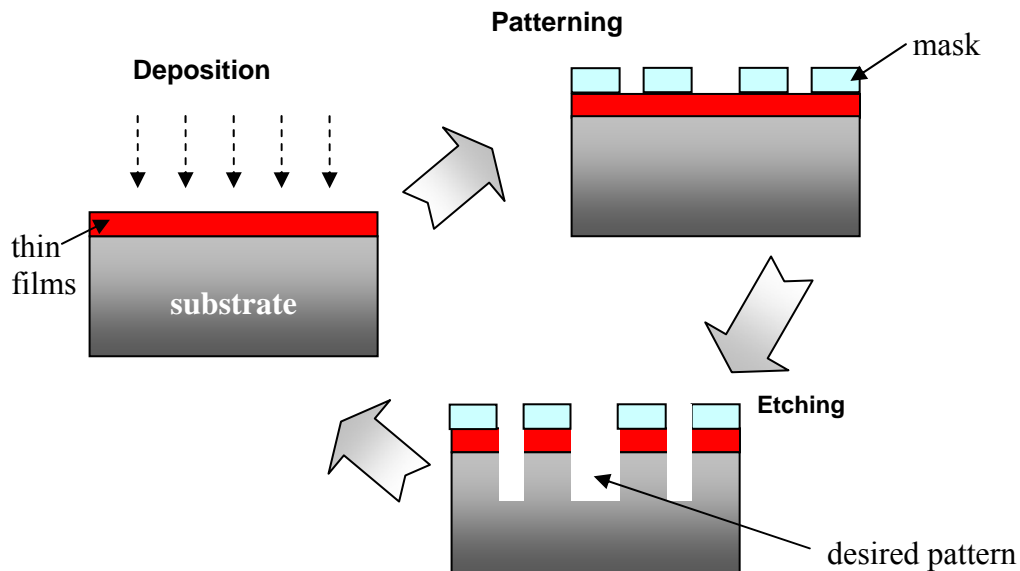 Patterning
mask
Deposition
thin
films
substrate
Etching
desired pattern